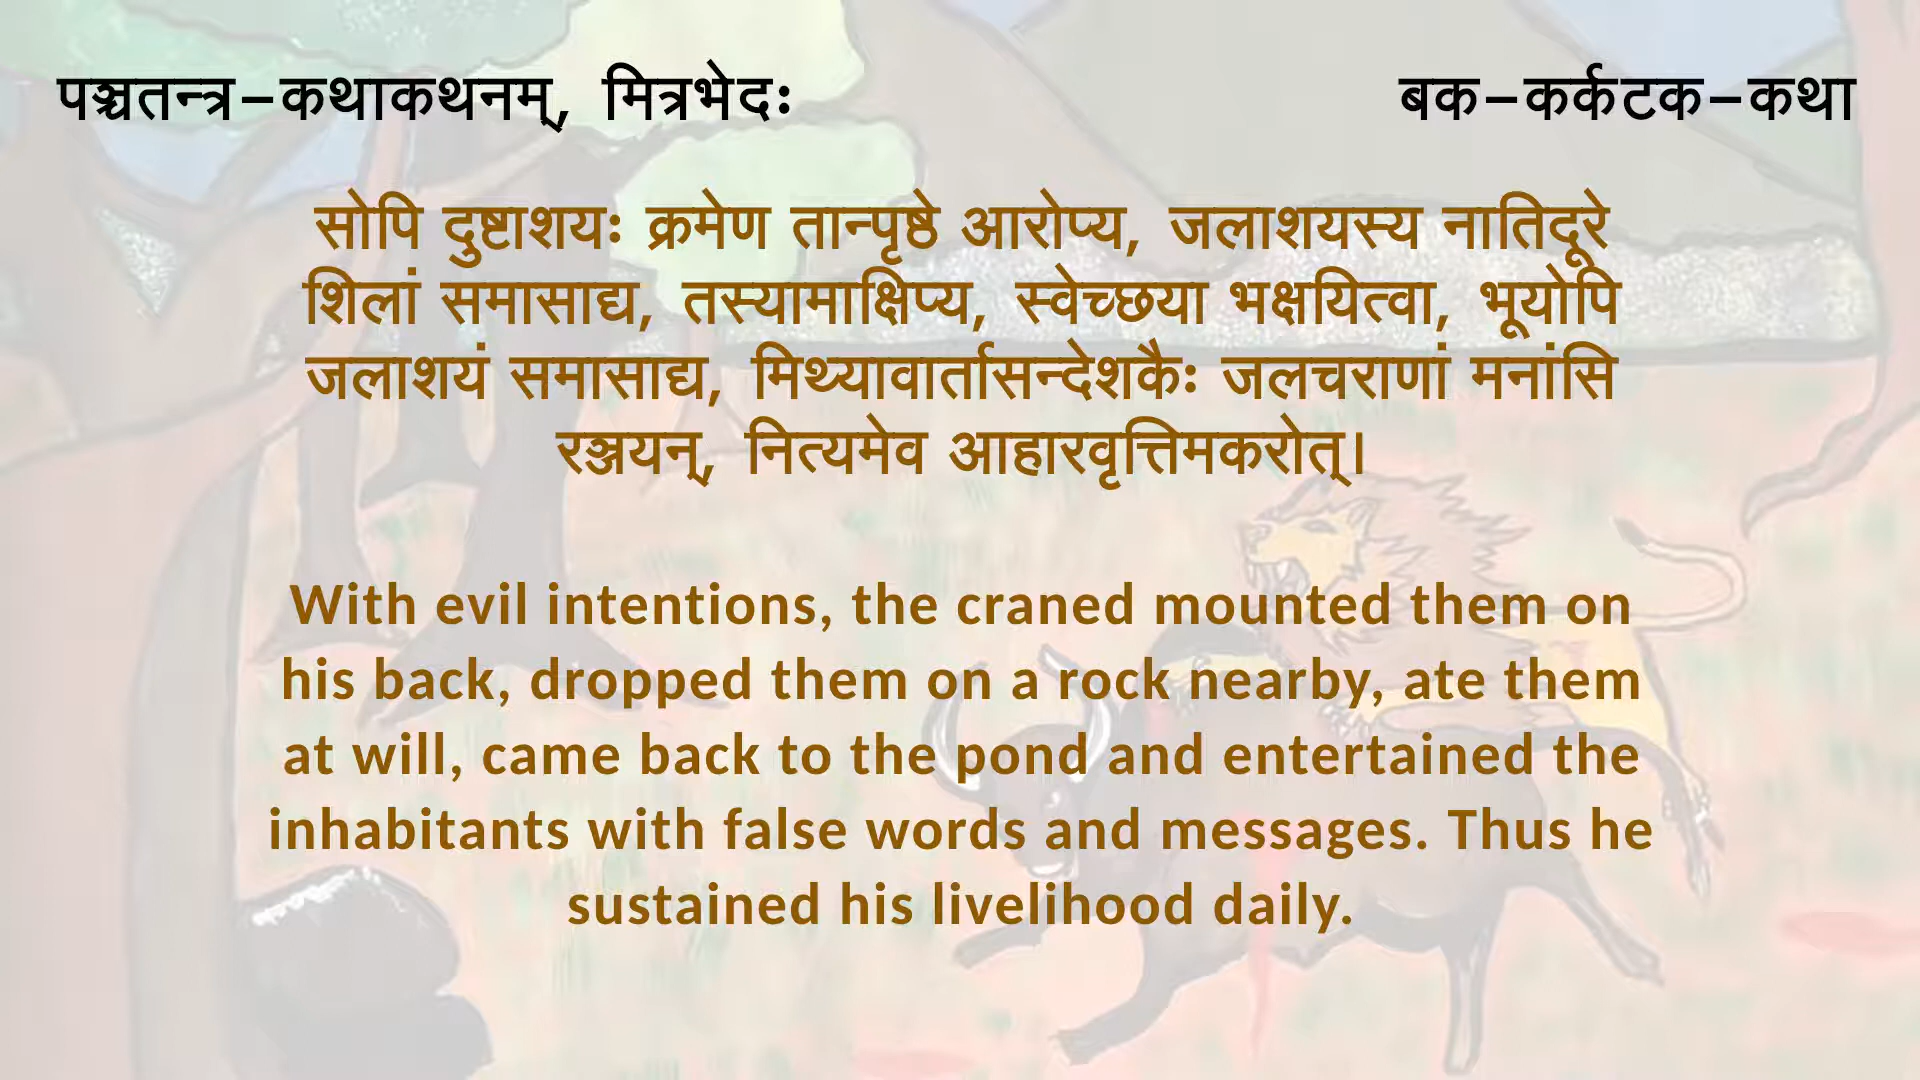 पञ्चतन्त्र–कथाकथनम्, मित्रभेदः
बक–कर्कटक–कथा
सोपि दुष्टाशयः क्रमेण तान्पृष्ठे आरोप्य, जलाशयस्य नातिदूरे
शिलां समासाद्य, तस्यामाक्षिप्य, स्वेच्छया भक्षयित्वा, भूयोपि
जलाशयं समासाद्य, मिथ्यावार्तासन्देशकैः जलचराणां मनांसि
रञ्जयन्, नित्यमेव आहारवृत्तिमकरोत्।
With evil intentions, the craned mounted them on
his back, dropped them on a rock nearby, ate them
at will, came back to the pond and entertained the
inhabitants with false words and messages. Thus he
sustained his livelihood daily.